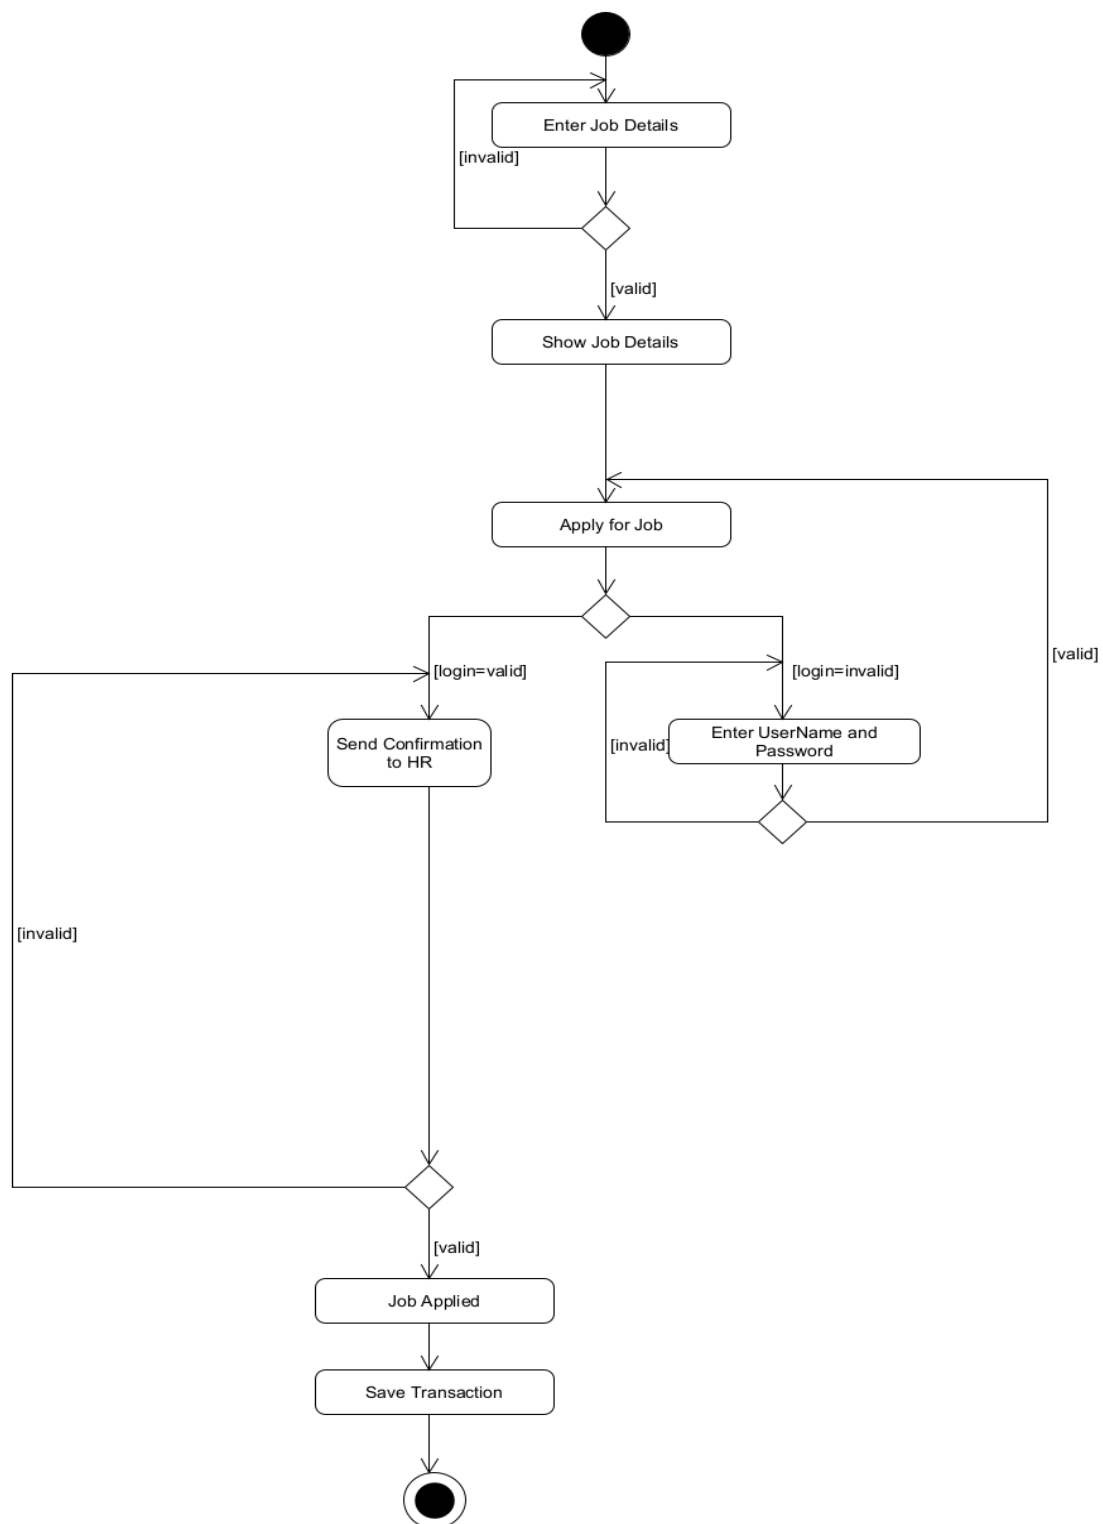 Enter Job Details
[invalid]
[valid]
Show Job Details
Apply for Job
[valid]
[login=valid]
[login=invalid]
Send Confirmation
to HR
[invalid]
Enter UserName and
Password
[invalid]
[valid]
Job Applied
Save Transaction